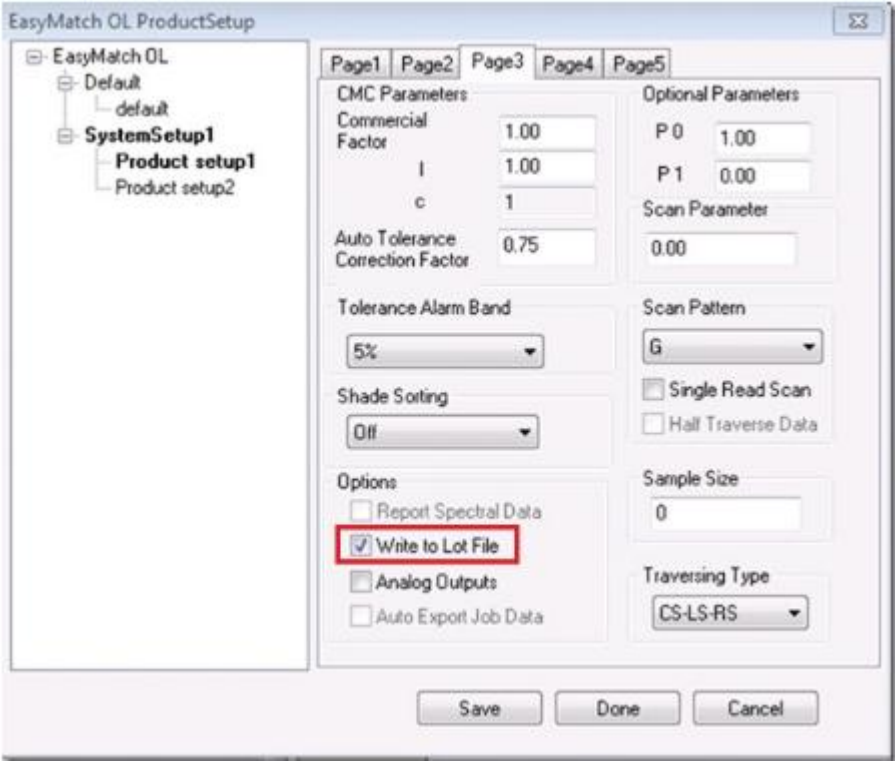 EasyMatch OL ProductSetup
EasyMatch OL
Default
default
SystemSetup1
Product setup1
Product setup2
Page1 Page2 Page3 Page4 Page5
CMC Parameters
Commercial
Factor 1.00
l 1.00
c 1
Auto Tolerance
Correction Factor 0.75
Optional Parameters
P 0 1.00
P 1 0.00
Scan Parameter
0.00
Tolerance Alarm Band
5%
Scan Pattern
G
Single Read Scan
Half Traverse Data
Shade Sorting
Off
Options
Report Spectral Data
Write to Lot File
Analog Outputs
Auto Export Job Data
Sample Size
0
Traversing Type
CS-LS-RS
Save Done Cancel